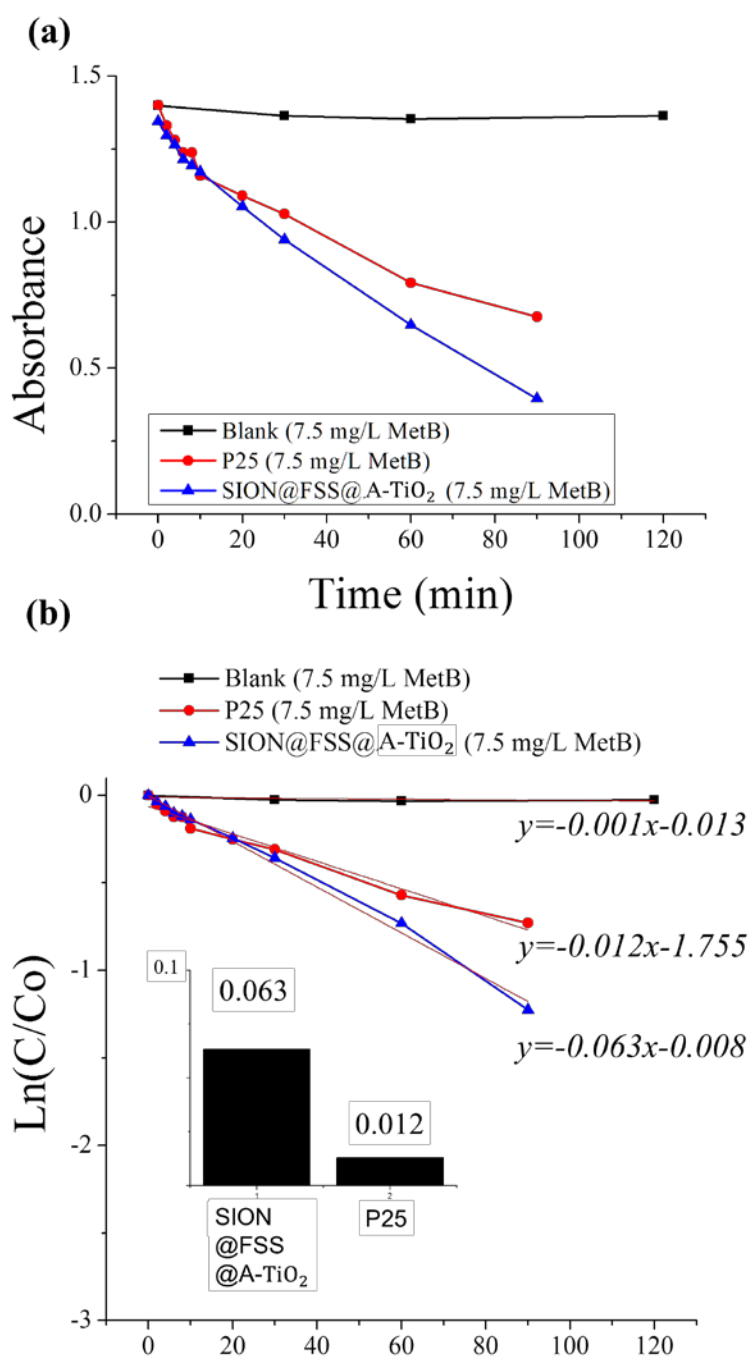 (a)
1.5
1.0
0.5
0.0
Absorbance
Blank (7.5 mg/L MetB)
P25 (7.5 mg/L MetB)
SION@FSS@A-TiO₂ (7.5 mg/L MetB)
0 20 40 60 80 100 120
Time (min)
(b)
Blank (7.5 mg/L MetB)
P25 (7.5 mg/L MetB)
SION@FSS@A-TiO₂ (7.5 mg/L MetB)
0
-1
-2
-3
Ln(C/Co)
y=-0.001x-0.013
y=-0.012x-1.755
y=-0.063x-0.008
0.1
0.063
0.012
1 2
SION
@FSS
@A-TiO₂
P25
0 20 40 60 80 100 120